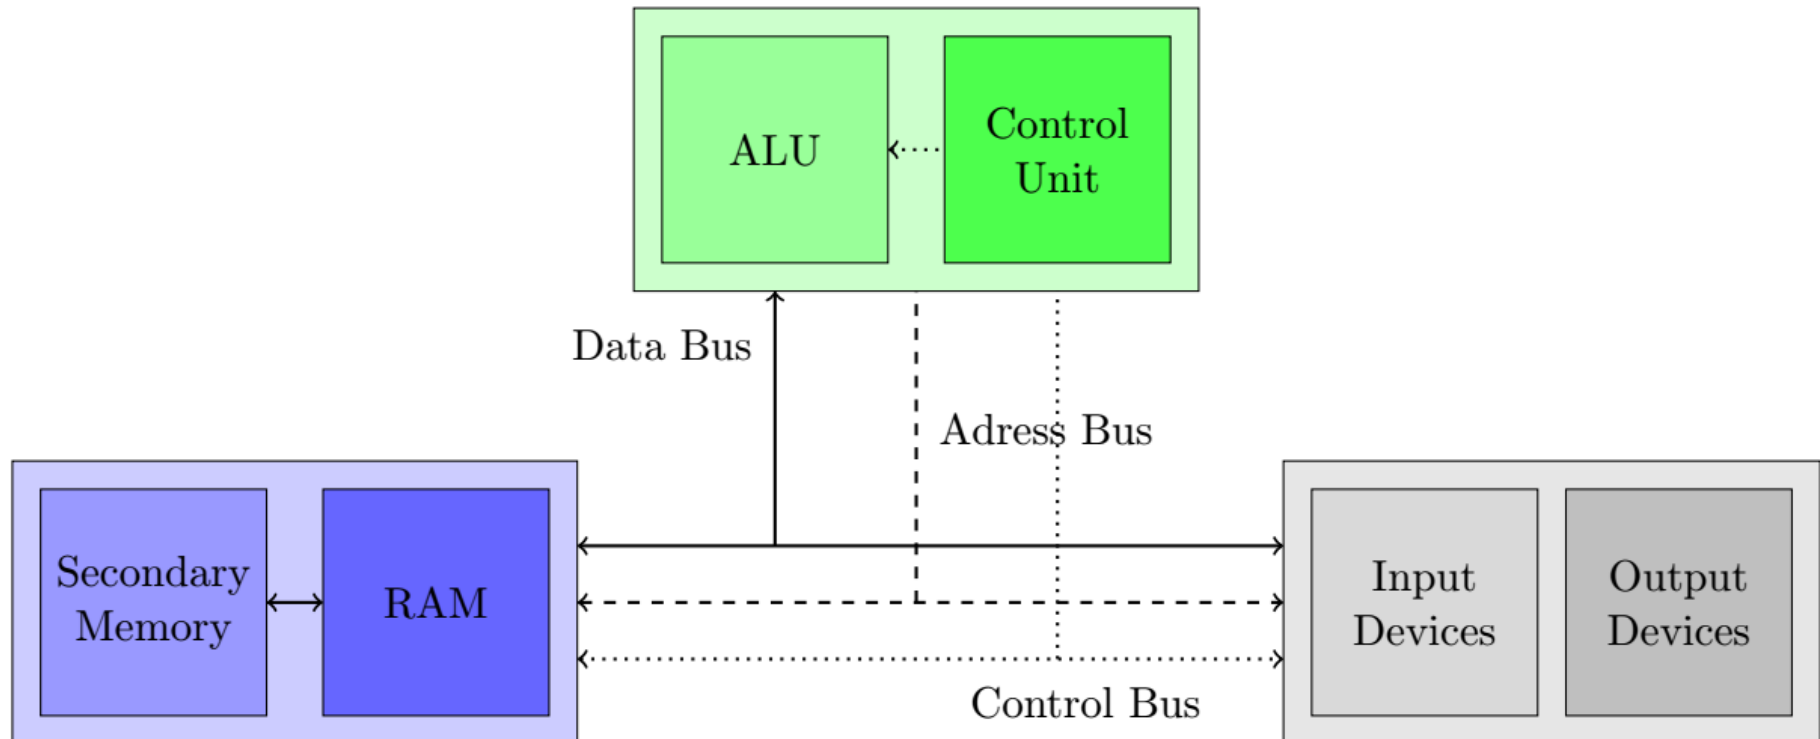 ALU
Control
Unit
Data Bus
Adress Bus
Secondary
Memory
RAM
Input
Devices
Output
Devices
Control Bus